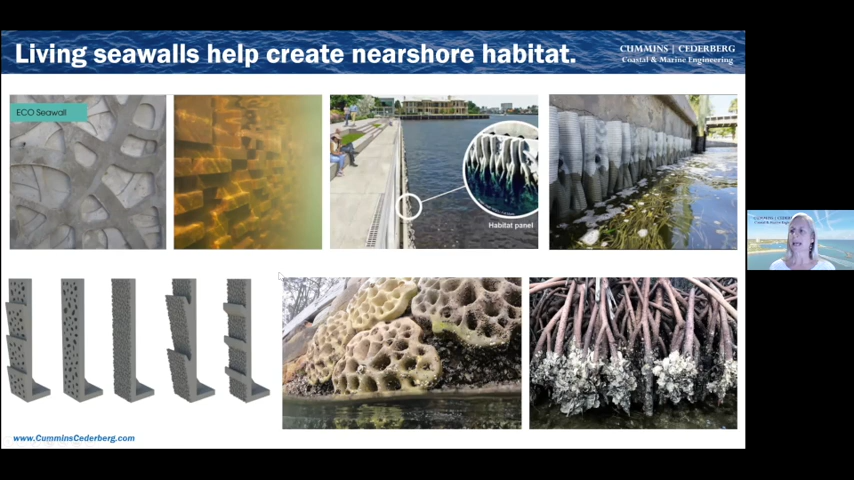 Living seawalls help create nearshore habitat.
CUMMINS | CEDERBERG
Coastal & Marine Engineering
ECO Seawall
Habitat panel
www.CumminsCederberg.com